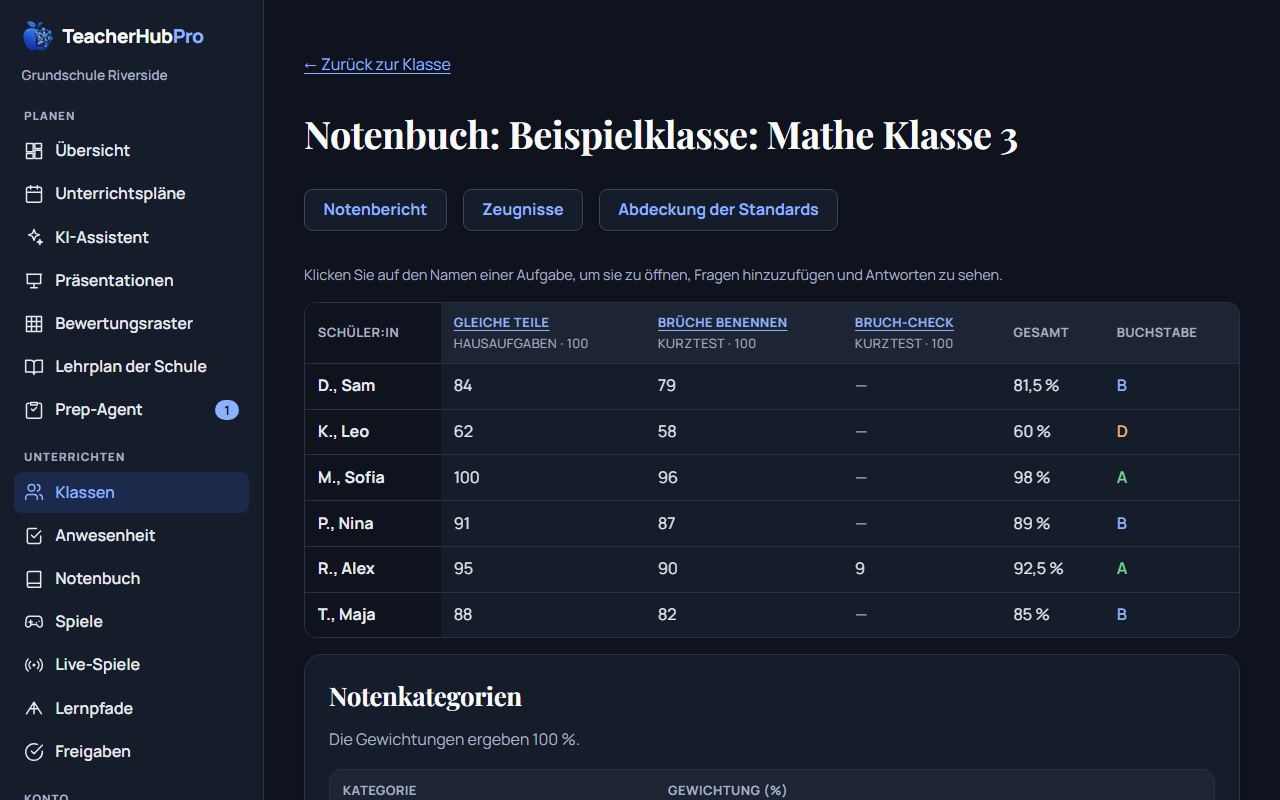 TeacherHubPro
Grundschule Riverside
PLANEN
Übersicht
Unterrichtspläne
KI-Assistent
Präsentationen
Bewertungsraster
Lehrplan der Schule
Prep-Agent 1
UNTERRICHTEN
Klassen
Anwesenheit
Notenbuch
Spiele
Live-Spiele
Lernpfade
Freigaben
KONTO
← Zurück zur Klasse
Notenbuch: Beispielklasse: Mathe Klasse 3
Notenbericht Zeugnisse Abdeckung der Standards
Klicken Sie auf den Namen einer Aufgabe, um sie zu öffnen, Fragen hinzuzufügen und Antworten zu sehen.
SCHÜLER:IN GLEICHE TEILE BRÜCHE BENENNEN BRUCH-CHECK GESAMT BUCHSTABE
HAUSAUFGABEN · 100 KURZTEST · 100 KURZTEST · 100
D., Sam 84 79 — 81,5 % B
K., Leo 62 58 — 60 % D
M., Sofia 100 96 — 98 % A
P., Nina 91 87 — 89 % B
R., Alex 95 90 9 92,5 % A
T., Maja 88 82 — 85 % B
Notenkategorien
Die Gewichtungen ergeben 100 %.
KATEGORIE GEWICHTUNG (%)